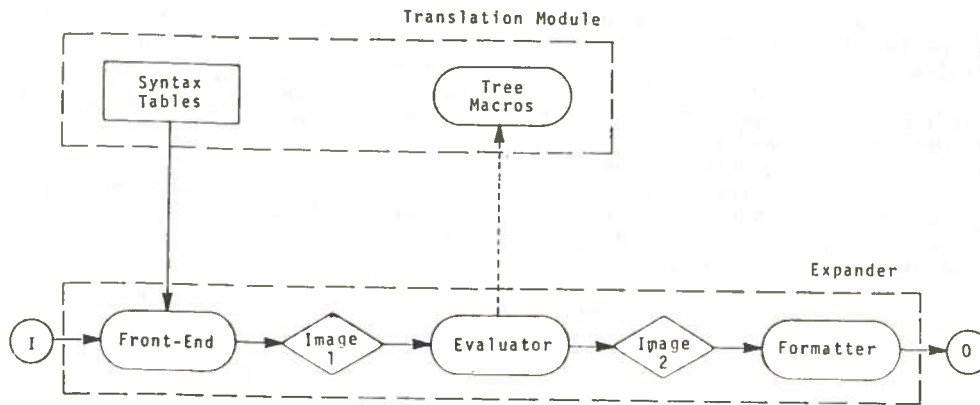 Translation Module
Syntax
Tables
Tree
Macros
Expander
I
Front-End
Image
1
Evaluator
Image
2
Formatter
O